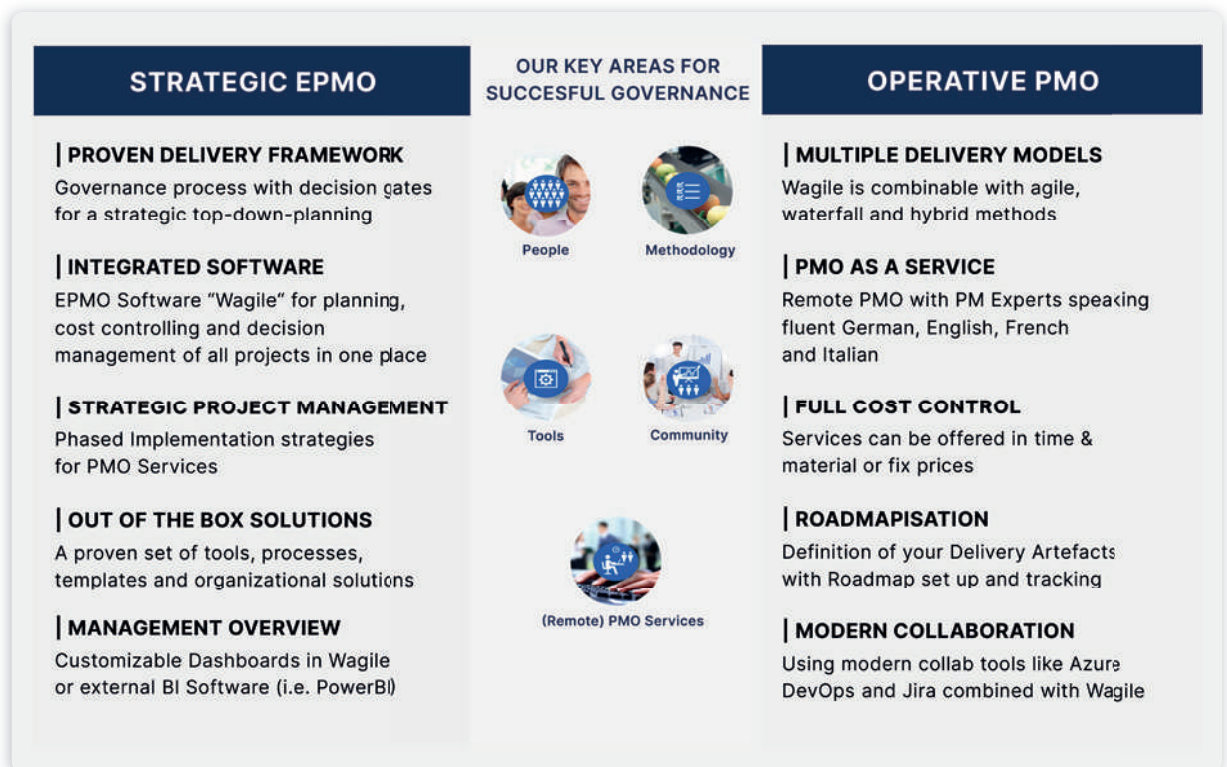 STRATEGIC EPMO
| PROVEN DELIVERY FRAMEWORK
Governance process with decision gates
for a strategic top-down-planning
| INTEGRATED SOFTWARE
EPMO Software "Wagile" for planning,
cost controlling and decision
management of all projects in one place
| STRATEGIC PROJECT MANAGEMENT
Phased Implementation strategies
for PMO Services
| OUT OF THE BOX SOLUTIONS
A proven set of tools, processes,
templates and organizational solutions
| MANAGEMENT OVERVIEW
Customizable Dashboards in Wagile
or external BI Software (i.e. PowerBI)
OUR KEY AREAS FOR
SUCCESFUL GOVERNANCE
People
Methodology
Tools
Community
(Remote) PMO Services
OPERATIVE PMO
| MULTIPLE DELIVERY MODELS
Wagile is combinable with agile,
waterfall and hybrid methods
| PMO AS A SERVICE
Remote PMO with PM Experts speaking
fluent German, English, French
and Italian
| FULL COST CONTROL
Services can be offered in time &
material or fix prices
| ROADMAPISATION
Definition of your Delivery Artefacts
with Roadmap set up and tracking
| MODERN COLLABORATION
Using modern collab tools like Azure
DevOps and Jira combined with Wagile